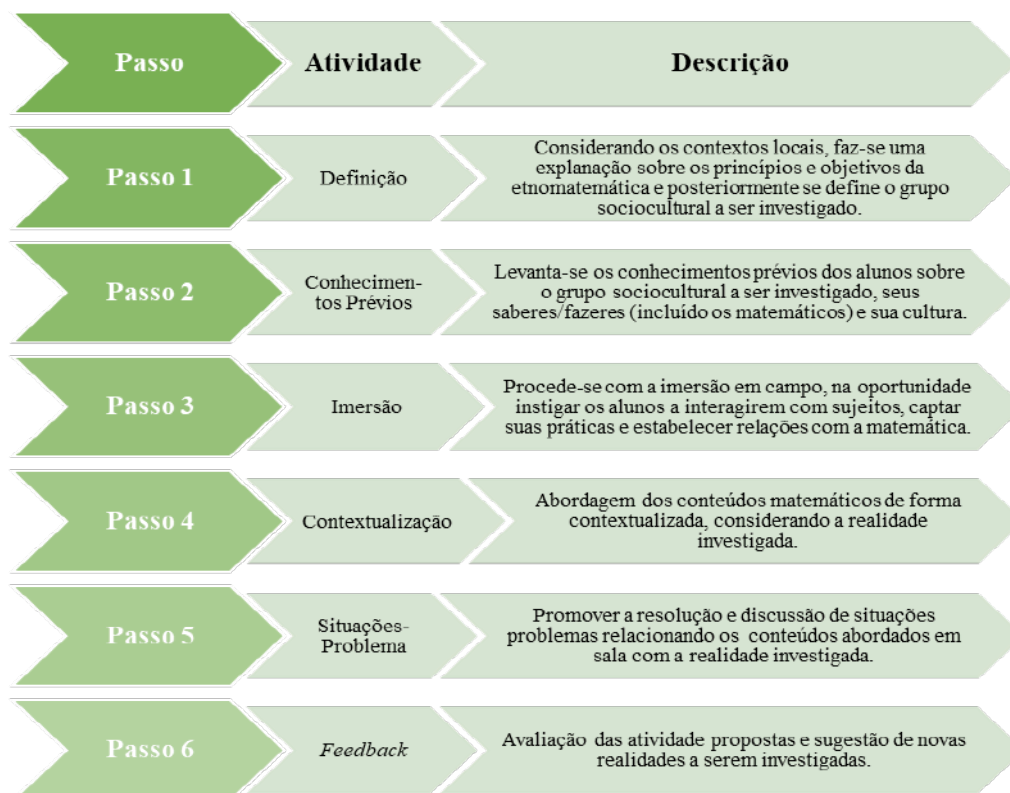 Passo
Atividade
Descrição
Passo 1
Definição
Considerando os contextos locais, faz-se uma
explanação sobre os princípios e objetivos da
etnomatemática e posteriormente se define o grupo
sociocultural a ser investigado.
Passo 2
Conhecimen-
tos Prévios
Levanta-se os conhecimentos prévios dos alunos sobre
o grupo sociocultural a ser investigado, seus
saberes/fazeres (incluído os matemáticos) e sua cultura.
Passo 3
Imersão
Procede-se com a imersão em campo, na oportunidade
instigar os alunos a interagirem com sujeitos, captar
suas práticas e estabelecer relações com a matemática.
Passo 4
Contextualização
Abordagem dos conteúdos matemáticos de forma
contextualizada, considerando a realidade
investigada.
Passo 5
Situações-
Problema
Promover a resolução e discussão de situações
problemas relacionando os conteúdos abordados em
sala com a realidade investigada.
Passo 6
Feedback
Avaliação das atividade propostas e sugestão de novas
realidades a serem investigadas.